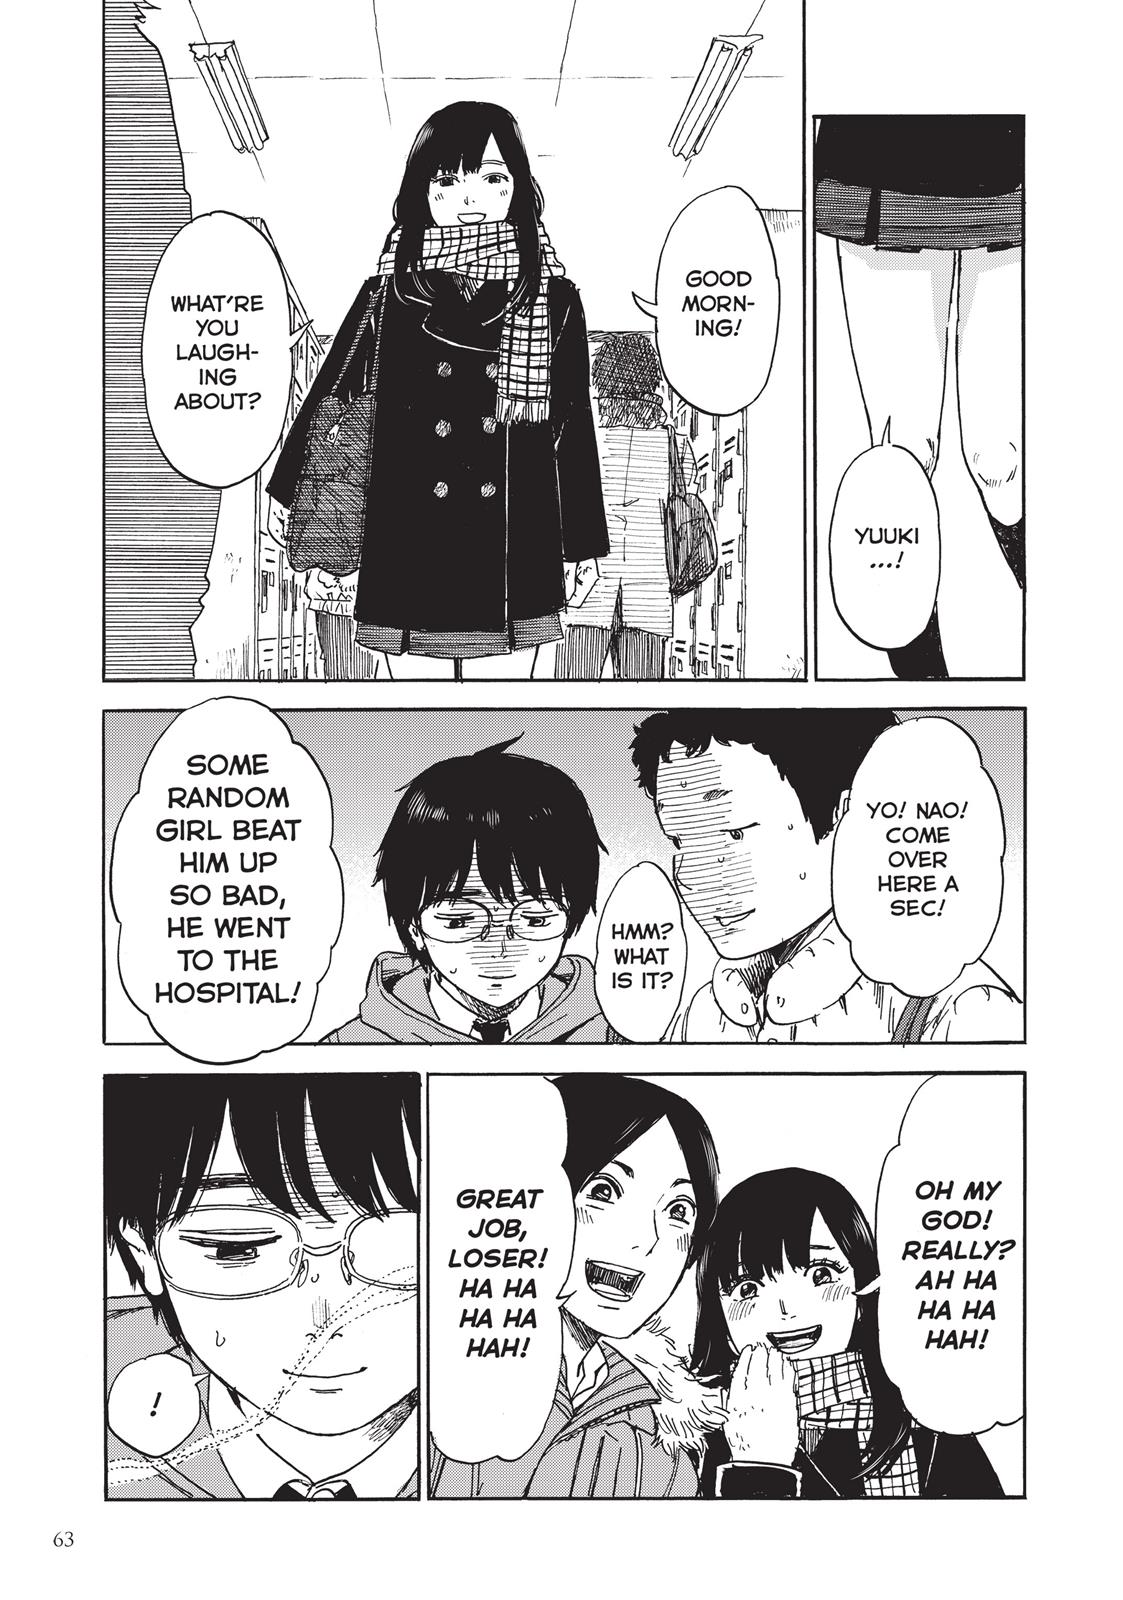 YUUKI
...!
GOOD
MORN-
ING!
WHAT'RE
YOU
LAUGH-
ING
ABOUT?
YO! NAO!
COME
OVER
HERE A
SEC!
HMM?
WHAT
IS IT?
SOME
RANDOM
GIRL BEAT
HIM UP
SO BAD,
HE WENT
TO THE
HOSPITAL!
OH MY
GOD!
REALLY?
AH HA
HA HA
HAH!
GREAT
JOB,
LOSER!
HA HA
HA HA
HAH!
!
63